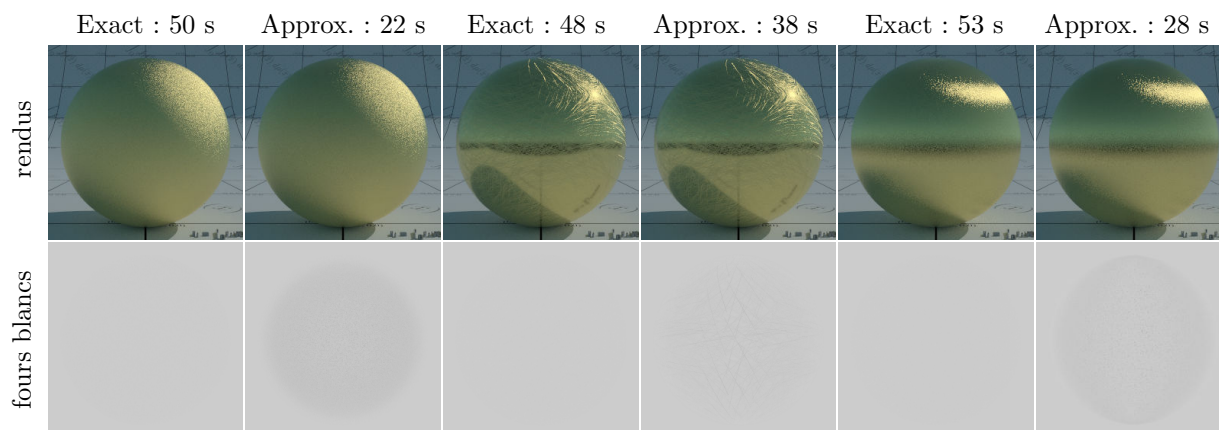 Exact : 50 s Approx. : 22 s Exact : 48 s Approx. : 38 s Exact : 53 s Approx. : 28 s
rendus
fours blancs